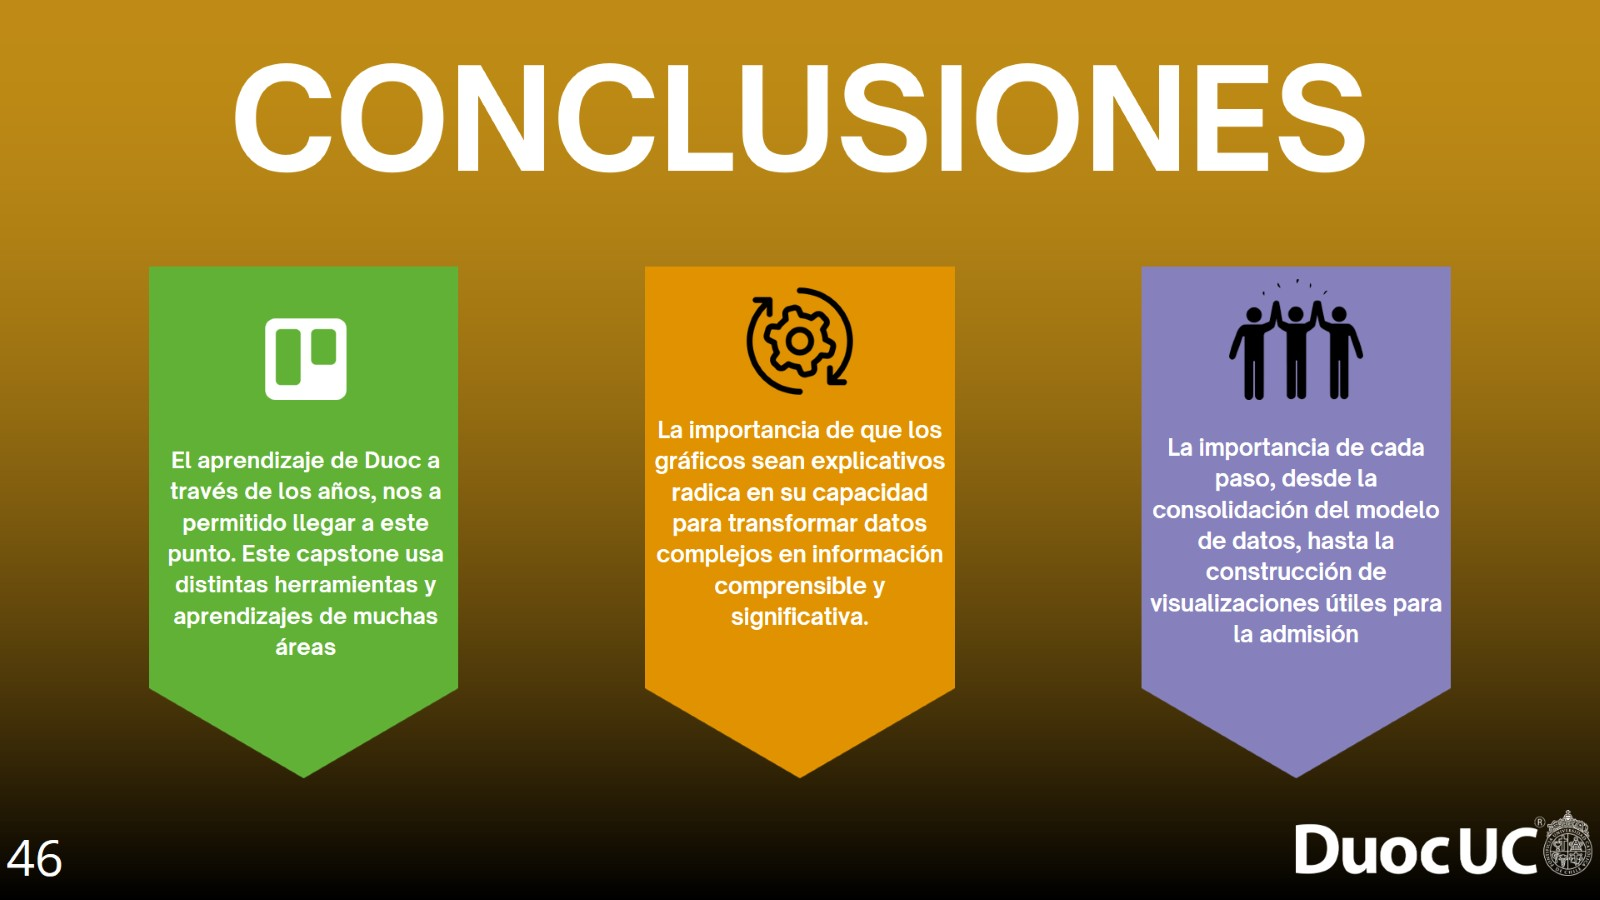 CONCLUSIONES
El aprendizaje de Duoc a
través de los años, nos a
permitido llegar a este
punto. Este capstone usa
distintas herramientas y
aprendizajes de muchas
áreas
La importancia de que los
gráficos sean explicativos
radica en su capacidad
para transformar datos
complejos en información
comprensible y
significativa.
La importancia de cada
paso, desde la
consolidación del modelo
de datos, hasta la
construcción de
visualizaciones útiles para
la admisión
46
Duoc UC®